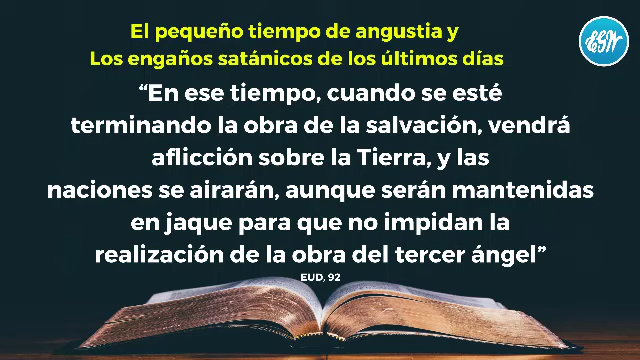 El pequeño tiempo de angustia y
Los engaños satánicos de los últimos días
EGW
“En ese tiempo, cuando se esté
terminando la obra de la salvación, vendrá
aflicción sobre la Tierra, y las
naciones se airarán, aunque serán mantenidas
en jaque para que no impidan la
realización de la obra del tercer ángel”
EUD, 92